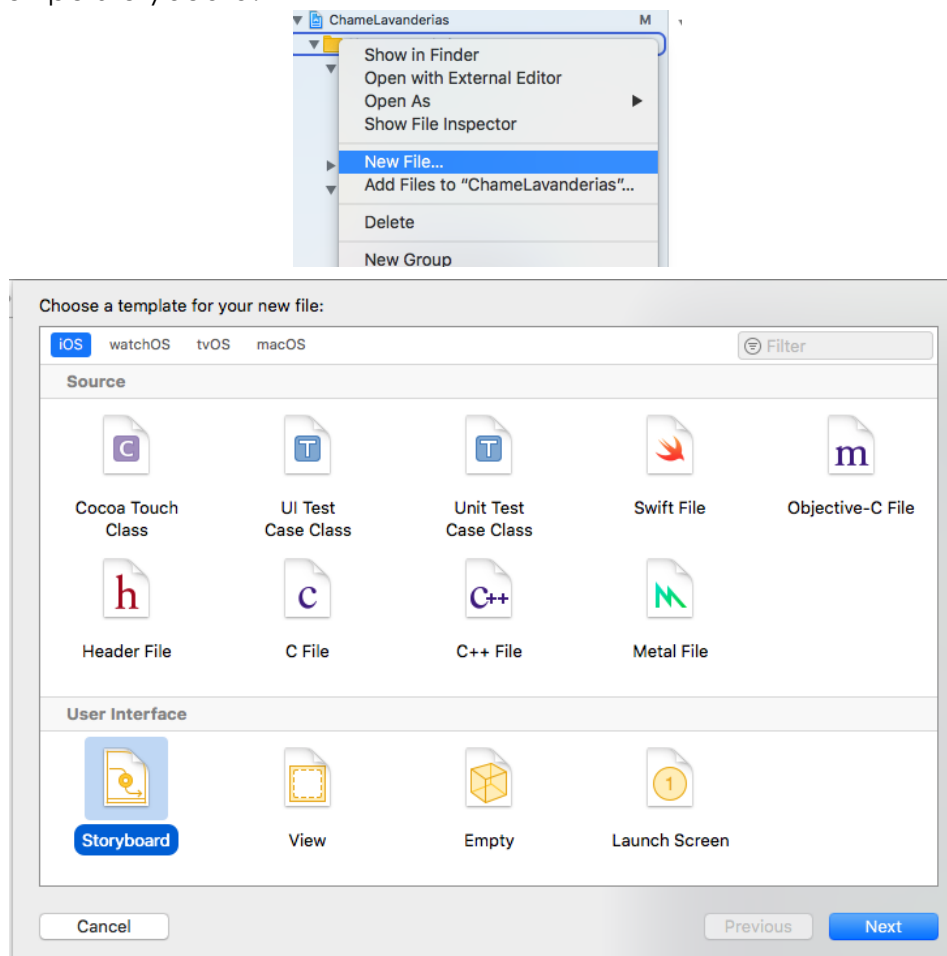 ChameLavanderias M
Show in Finder
Open with External Editor
Open As
Show File Inspector
New File...
Add Files to “ChameLavanderias”...
Delete
New Group
Choose a template for your new file:
iOS watchOS tvOS macOS Filter
Source
C T T m
Cocoa Touch Class
UI Test Case Class
Unit Test Case Class
Swift File
Objective-C File
h c C++
Header File C File C++ File Metal File
User Interface
1
Storyboard View Empty Launch Screen
Cancel Previous Next